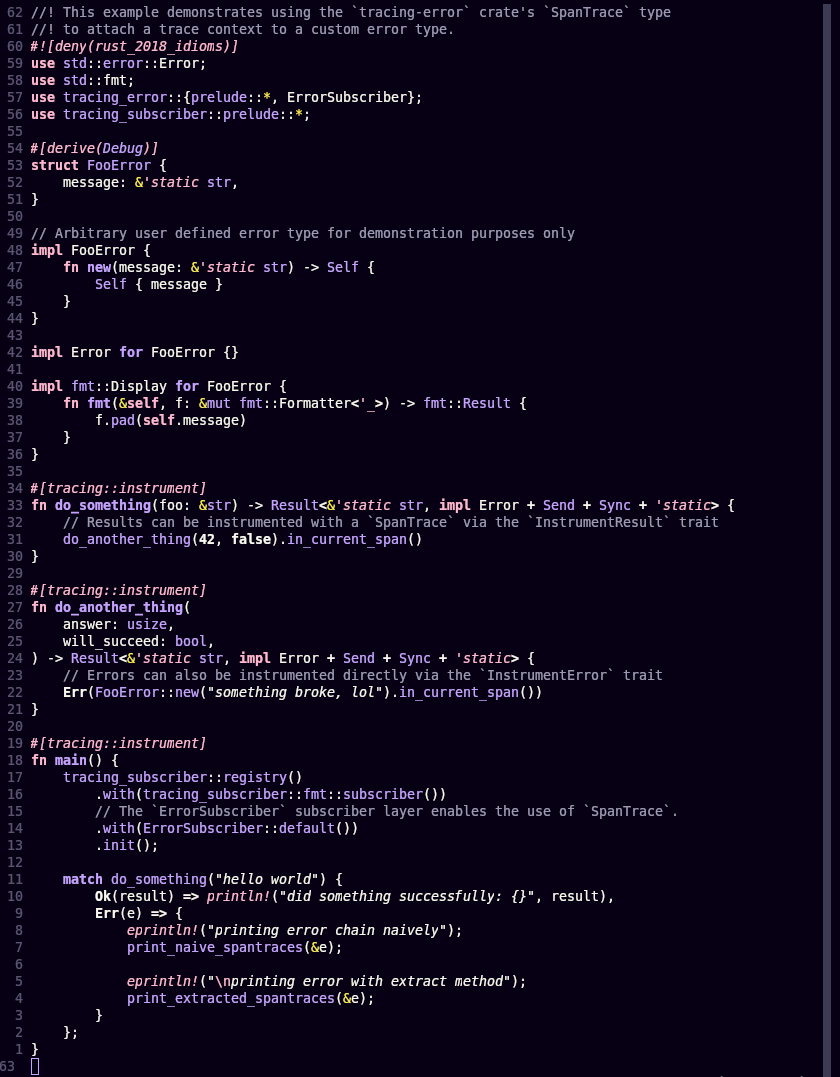 62 //! This example demonstrates using the `tracing-error` crate's `SpanTrace` type
61 //! to attach a trace context to a custom error type.
60 #![deny(rust_2018_idioms)]
59 use std::error::Error;
58 use std::fmt;
57 use tracing_error::{prelude::*, ErrorSubscriber};
56 use tracing_subscriber::prelude::*;
55
54 #[derive(Debug)]
53 struct FooError {
52     message: &'static str,
51 }
50
49 // Arbitrary user defined error type for demonstration purposes only
48 impl FooError {
47     fn new(message: &'static str) -> Self {
46         Self { message }
45     }
44 }
43
42 impl Error for FooError {}
41
40 impl fmt::Display for FooError {
39     fn fmt(&self, f: &mut fmt::Formatter<'_>) -> fmt::Result {
38         f.pad(self.message)
37     }
36 }
35
34 #[tracing::instrument]
33 fn do_something(foo: &str) -> Result<&'static str, impl Error + Send + Sync + 'static> {
32     // Results can be instrumented with a `SpanTrace` via the `InstrumentResult` trait
31     do_another_thing(42, false).in_current_span()
30 }
29
28 #[tracing::instrument]
27 fn do_another_thing(
26     answer: usize,
25     will_succeed: bool,
24 ) -> Result<&'static str, impl Error + Send + Sync + 'static> {
23     // Errors can also be instrumented directly via the `InstrumentError` trait
22     Err(FooError::new("something broke, lol").in_current_span())
21 }
20
19 #[tracing::instrument]
18 fn main() {
17     tracing_subscriber::registry()
16         .with(tracing_subscriber::fmt::subscriber())
15         // The `ErrorSubscriber` subscriber layer enables the use of `SpanTrace`.
14         .with(ErrorSubscriber::default())
13         .init();
12
11     match do_something("hello world") {
10         Ok(result) => println!("did something successfully: {}", result),
9         Err(e) => {
8             eprintln!("printing error chain naively");
7             print_naive_spantraces(&e);
6
5             eprintln!("\nprinting error with extract method");
4             print_extracted_spantraces(&e);
3         }
2     };
1 }
63